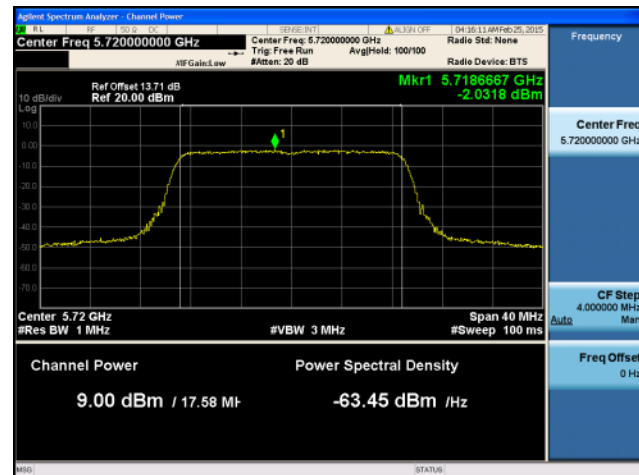 Agilent Spectrum Analyzer - Channel Power
RL RF 50 Ω DC SENSE:INT ALIGN OFF 04:16:11 AM Feb 25, 2015
Center Freq 5.720000000 GHz
Center Freq: 5.720000000 GHz Radio Std: None
Trig: Free Run Avg|Hold: 100/100
#IFGain:Low #Atten: 20 dB Radio Device: BTS
Frequency
Ref Offset 13.71 dB
10 dB/div Ref 20.00 dBm
Mkr1 5.7186667 GHz
-2.0318 dBm
Log
10.0
0.00
-10.0
-20.0
-30.0
-40.0
-50.0
-60.0
-70.0
1
Center 5.72 GHz Span 40 MHz
#Res BW 1 MHz #VBW 3 MHz #Sweep 100 ms
Channel Power Power Spectral Density
9.00 dBm / 17.58 MH -63.45 dBm /Hz
Center Freq
5.720000000 GHz
CF Step
4.000000 MHz
Auto Man
Freq Offset
0 Hz
MSG STATUS